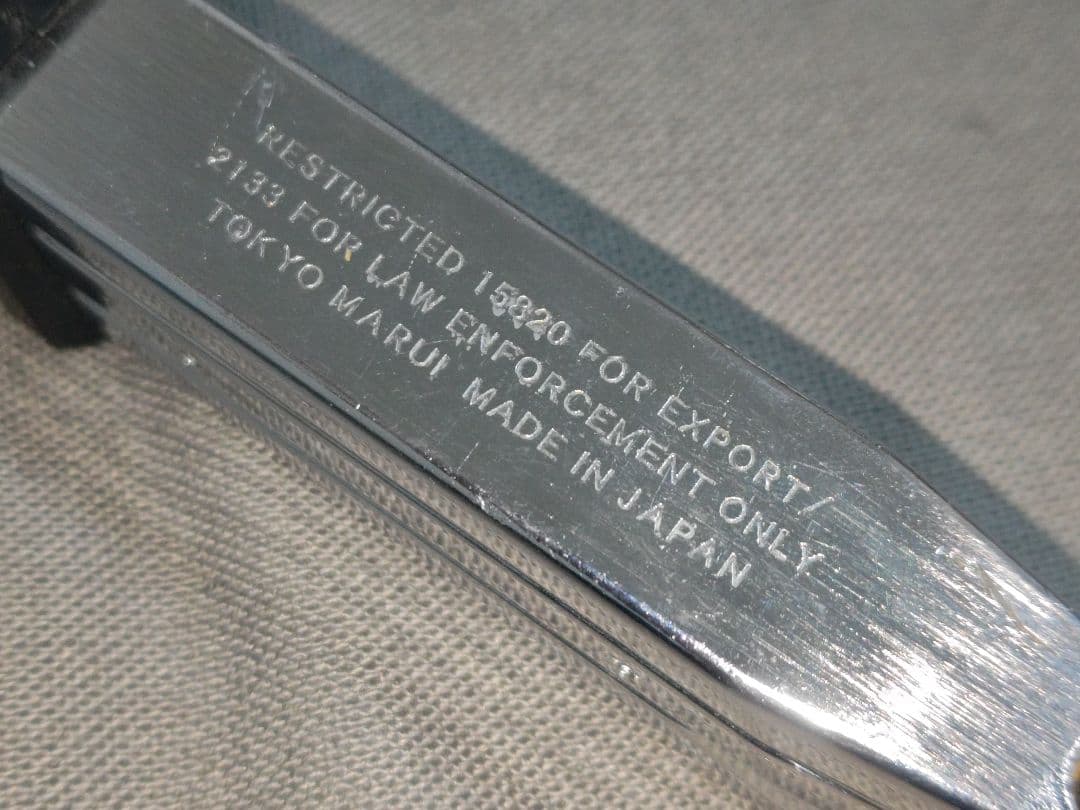 RESTRICTED 15820 FOR EXPORT/
2133 FOR LAW ENFORCEMENT ONLY
TOKYO MARUI MADE IN JAPAN